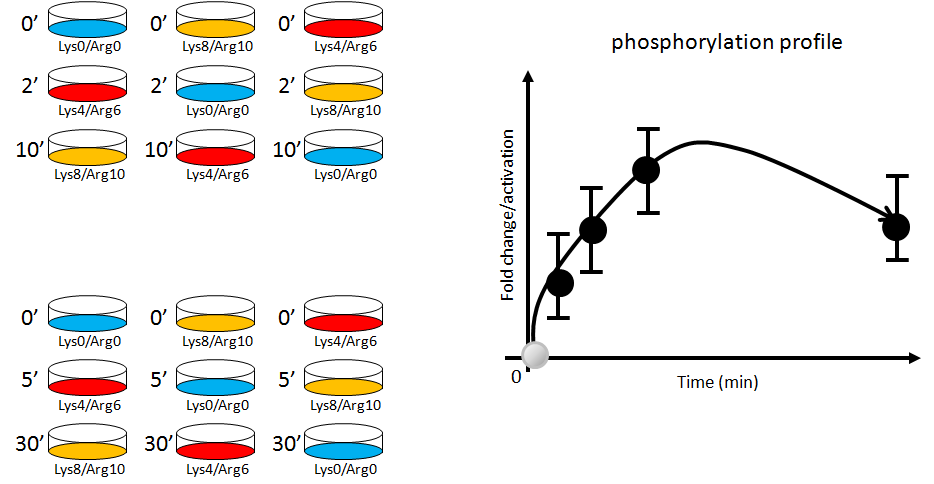 0’ 0’ 0’
Lys0/Arg0 Lys8/Arg10 Lys4/Arg6
2’ 2’ 2’
Lys4/Arg6 Lys0/Arg0 Lys8/Arg10
10’ 10’ 10’
Lys8/Arg10 Lys4/Arg6 Lys0/Arg0
0’ 0’ 0’
Lys0/Arg0 Lys8/Arg10 Lys4/Arg6
5’ 5’ 5’
Lys4/Arg6 Lys0/Arg0 Lys8/Arg10
30’ 30’ 30’
Lys8/Arg10 Lys4/Arg6 Lys0/Arg0
phosphorylation profile
Fold change/activation
0
Time (min)